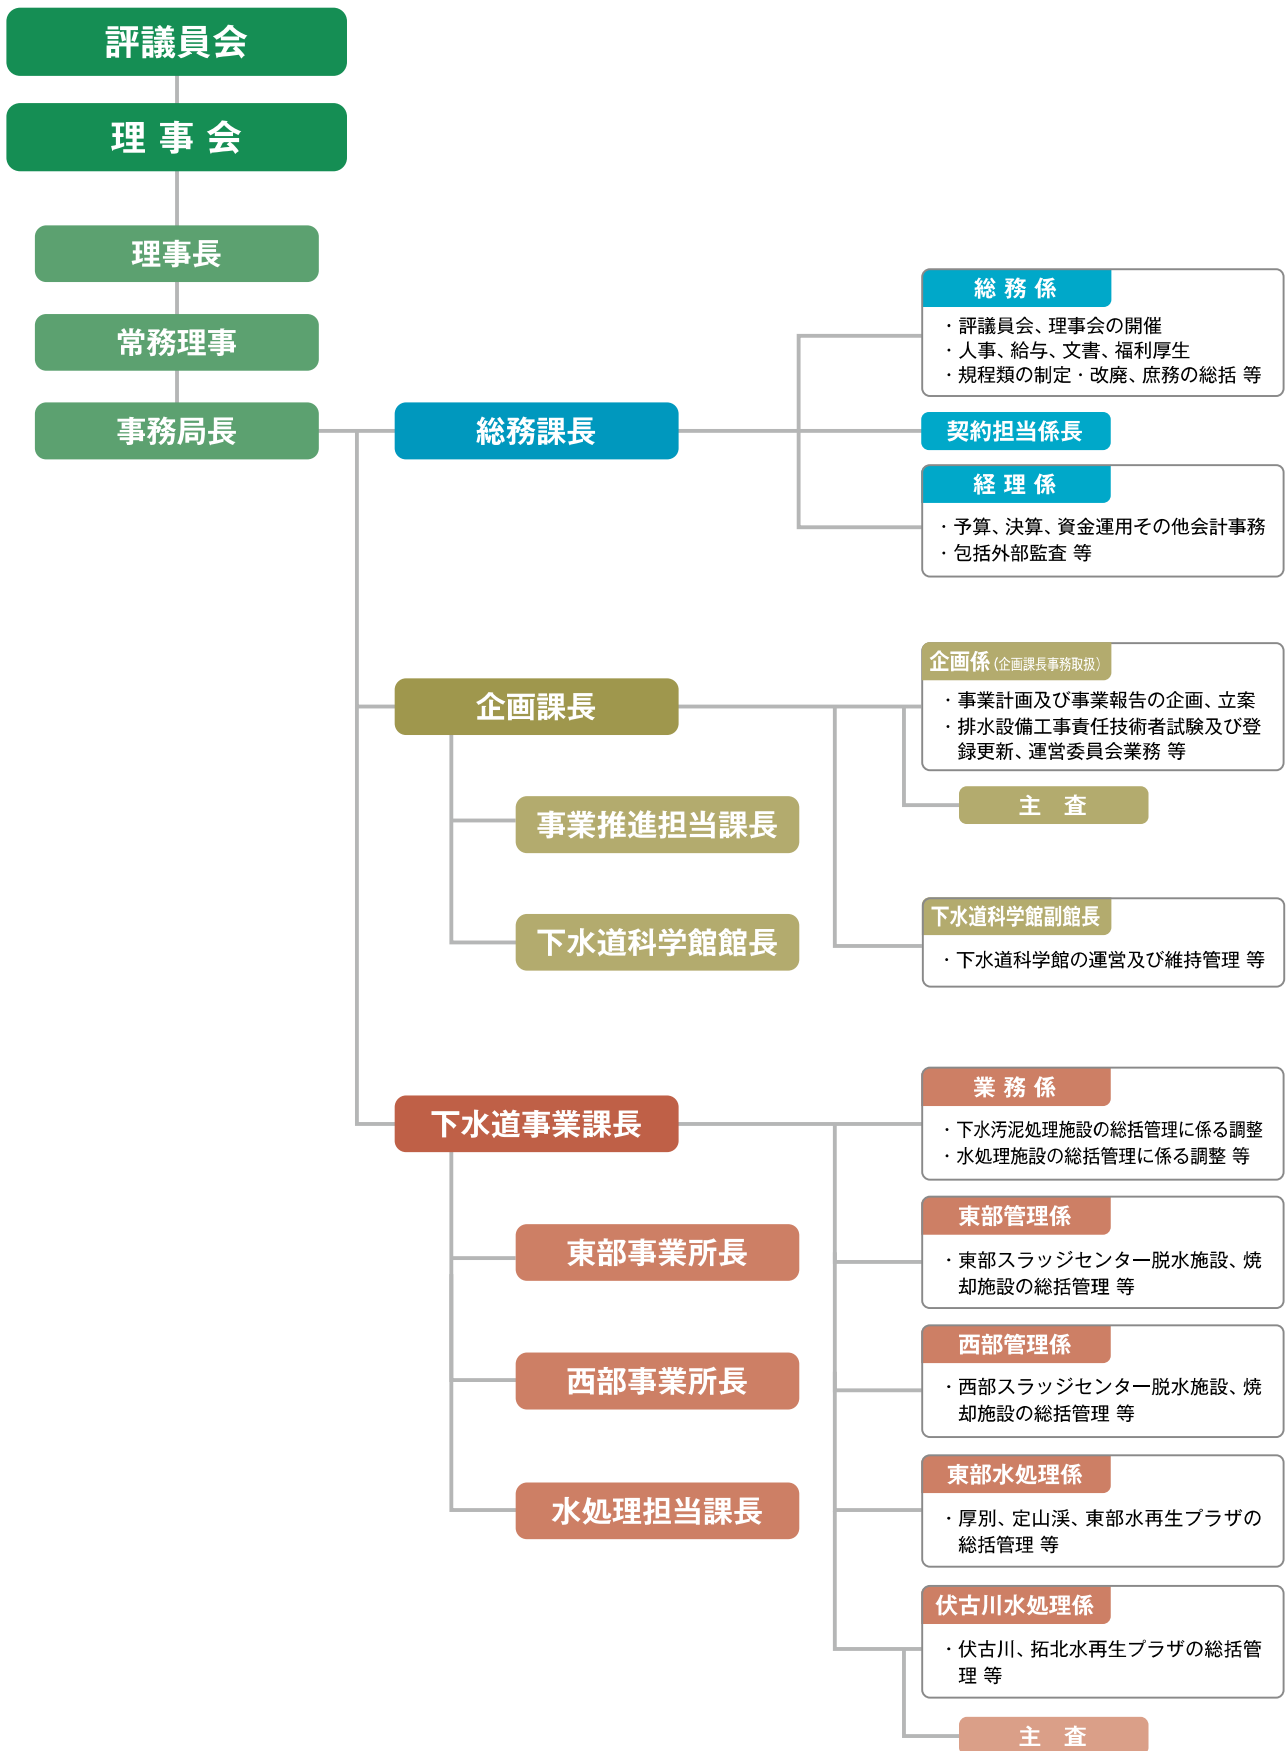 評議員会
理 事 会
理事長
常務理事
事務局長
総務課長
総 務 係
・評議員会、理事会の開催
・人事、給与、文書、福利厚生
・規程類の制定・改廃、庶務の総括 等
契約担当係長
経 理 係
・予算、決算、資金運用その他会計事務
・包括外部監査 等
企画課長
企画係（企画課長事務取扱）
・事業計画及び事業報告の企画、立案
・排水設備工事責任技術者試験及び登
録更新、運営委員会業務 等
主 査
事業推進担当課長
下水道科学館館長
下水道科学館副館長
・下水道科学館の運営及び維持管理 等
下水道事業課長
業 務 係
・下水汚泥処理施設の総括管理に係る調整
・水処理施設の総括管理に係る調整 等
東部事業所長
東部管理係
・東部スラッジセンター脱水施設、焼
却施設の総括管理 等
西部事業所長
西部管理係
・西部スラッジセンター脱水施設、焼
却施設の総括管理 等
水処理担当課長
東部水処理係
・厚別、定山渓、東部水再生プラザの
総括管理 等
伏古川水処理係
・伏古川、拓北水再生プラザの総括管
理 等
主 査